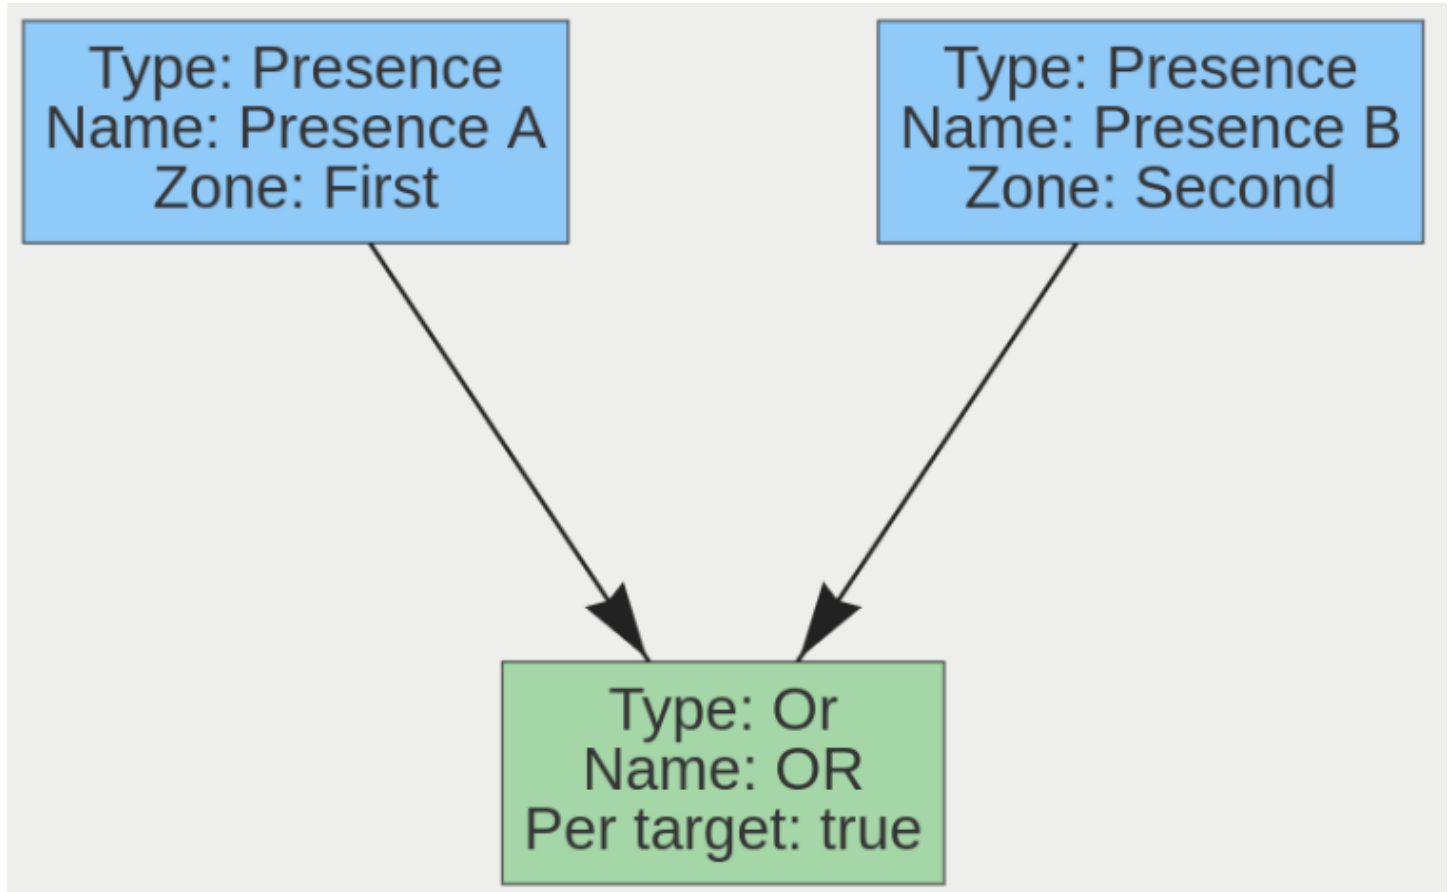 Type: Presence
Name: Presence A
Zone: First
Type: Presence
Name: Presence B
Zone: Second
Type: Or
Name: OR
Per target: true